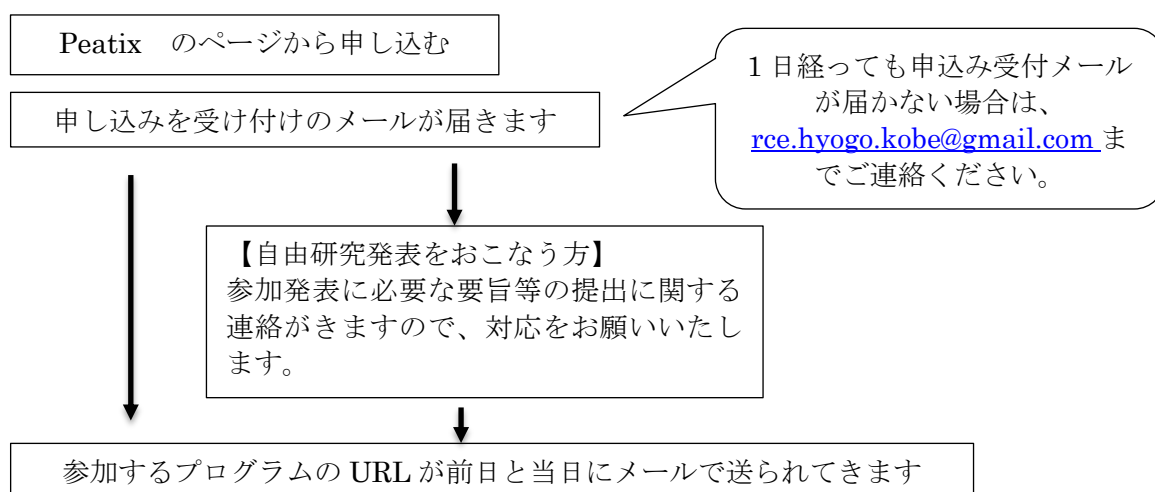 Peatix　のページから申し込む
1 日経っても申込み受付メール
が届かない場合は、
rce.hyogo.kobe@gmail.com ま
でご連絡ください。
申し込みを受け付けのメールが届きます
【自由研究発表をおこなう方】
参加発表に必要な要旨等の提出に関する
連絡がきますので、対応をお願いいたし
ます。
参加するプログラムの URL が前日と当日にメールで送られてきます